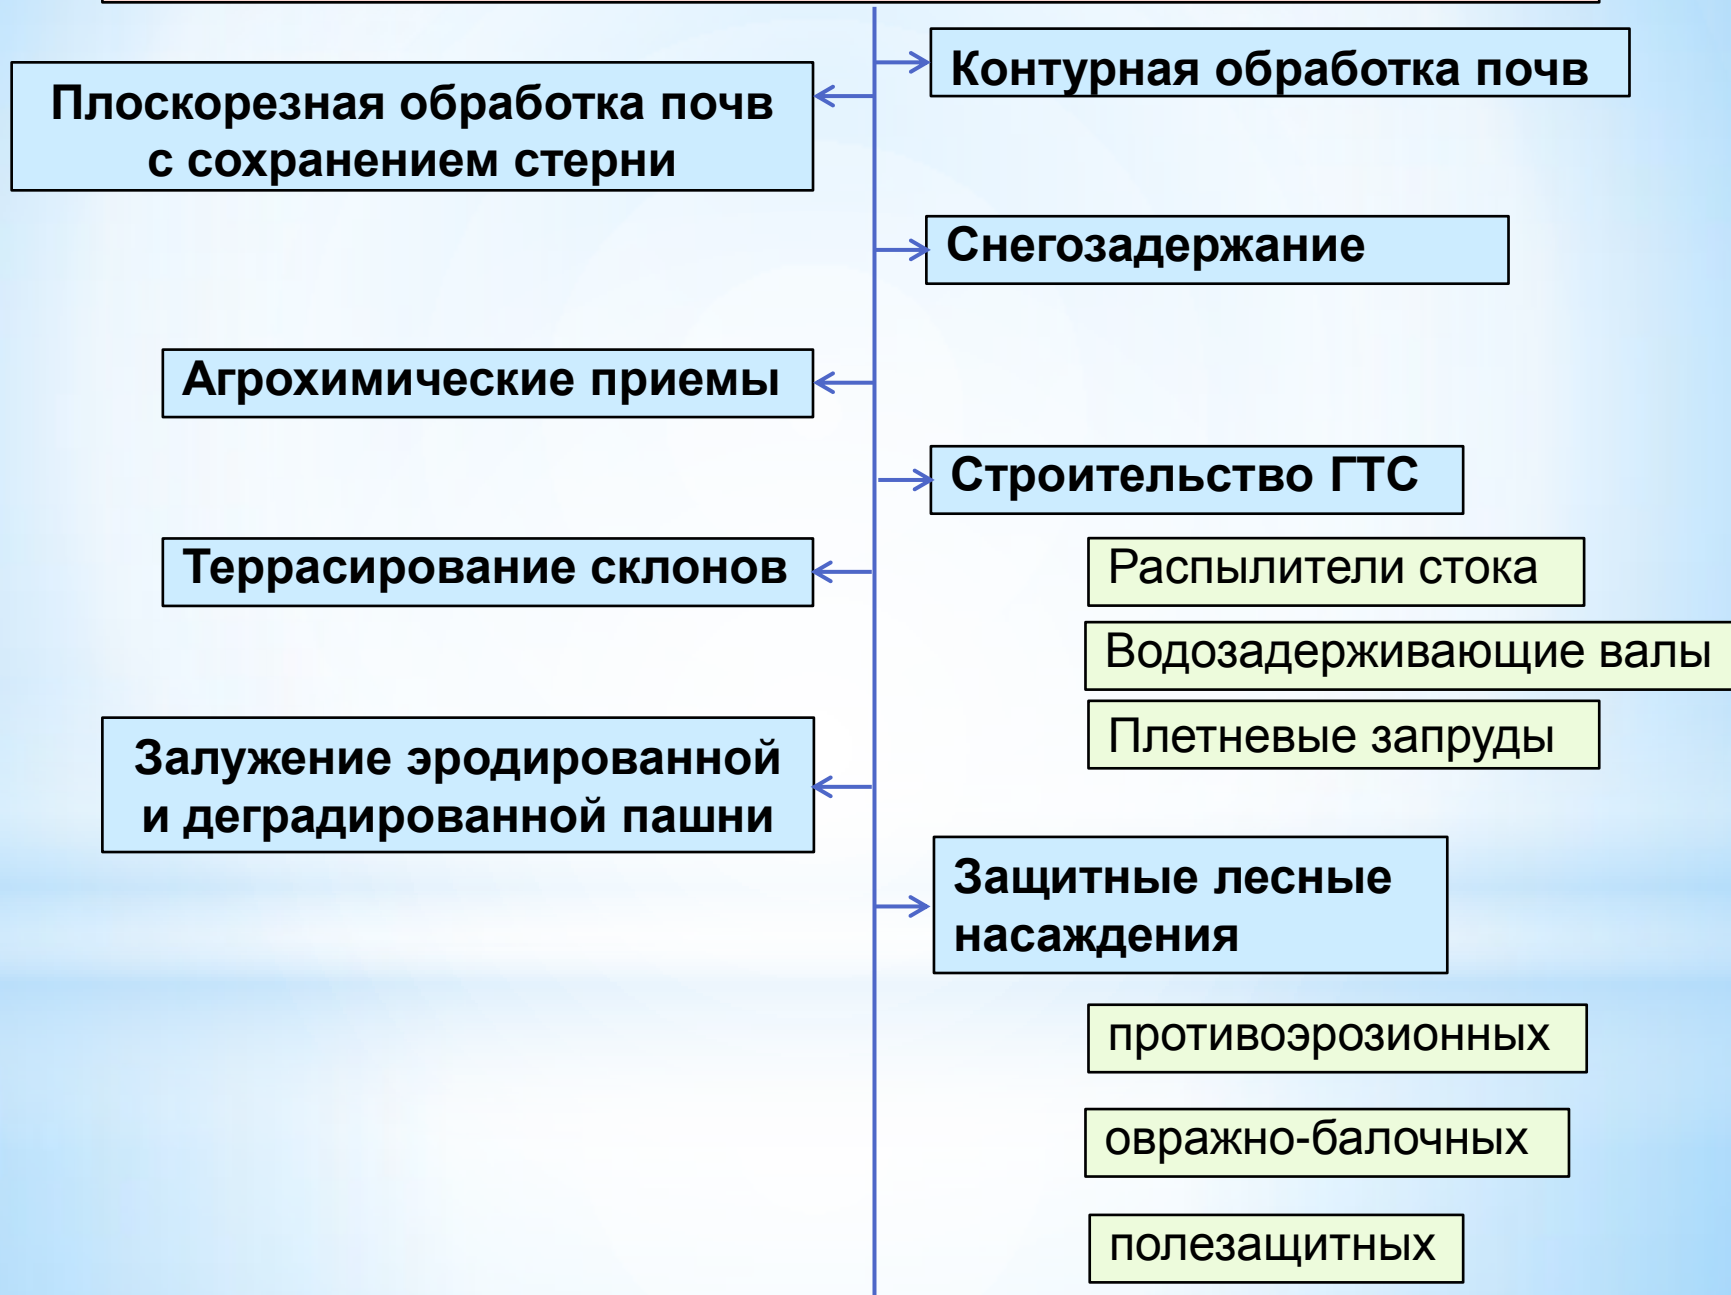 Контурная обработка почв
Плоскорезная обработка почв
с сохранением стерни
Снегозадержание
Агрохимические приемы
Строительство ГТС
Террасирование склонов
Распылители стока
Водозадерживающие валы
Плетневые запруды
Залужение эродированной
и деградированной пашни
Защитные лесные
насаждения
противоэрозионных
овражно-балочных
полезащитных